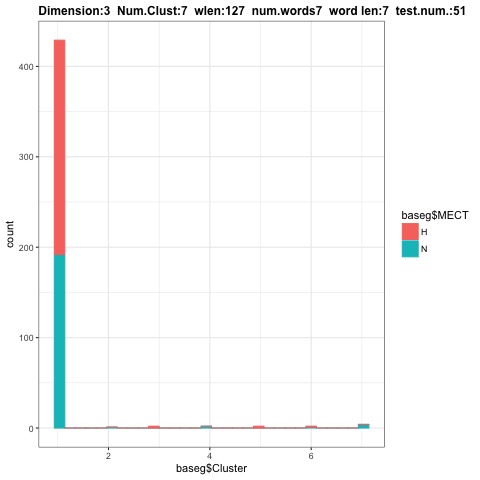 Dimension:3 Num.Clust:7 wlen:127 num.words7 word len:7 test.num.:51
400
300
200
100
0
count
2 4 6
baseg$Cluster
baseg$MECT
H
N